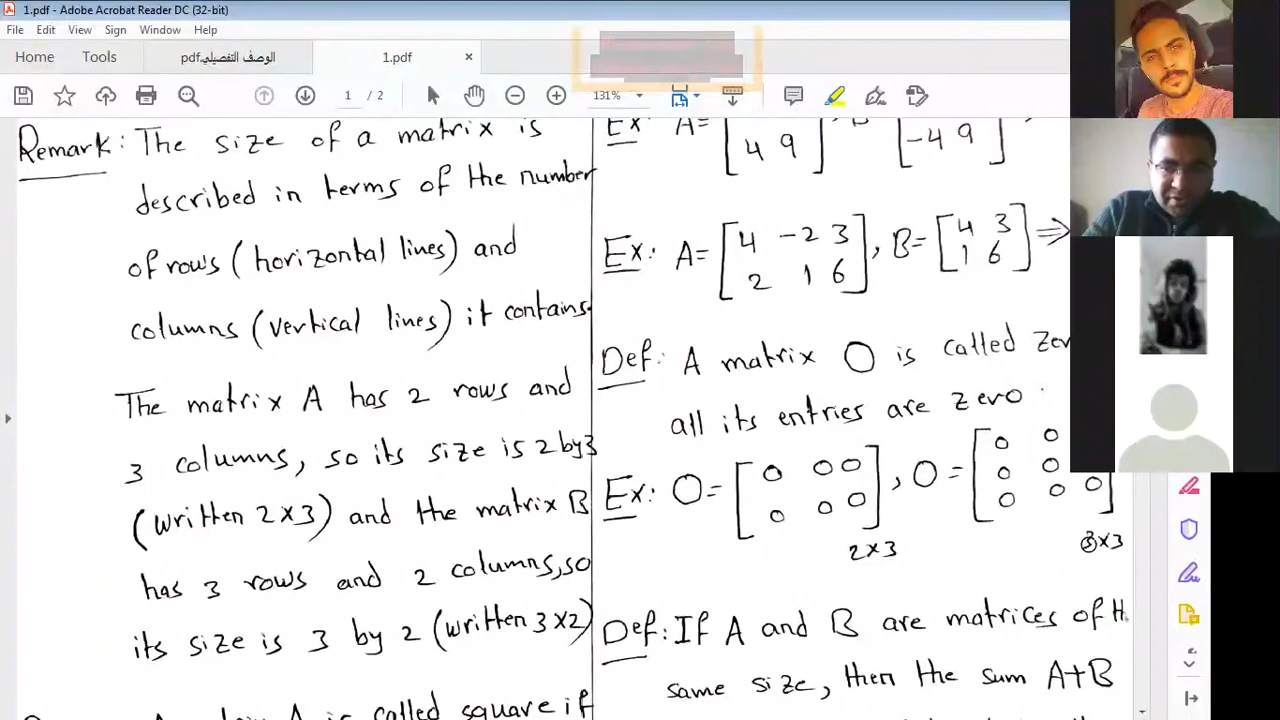 1.pdf - Adobe Acrobat Reader DC (32-bit)
File Edit View Sign Window Help
Home Tools الوصف التفصيلي.pdf 1.pdf ×
1 / 2 131%
Remark: The size of a matrix is
described in terms of the number
of rows (horizontal lines) and
columns (vertical lines) it contains.
The matrix A has 2 rows and
3 columns, so its size is 2 by 3
(written 2x3) and the matrix B
has 3 rows and 2 columns, so
its size is 3 by 2 (written 3x2)
A matrix A is called square if
Ex: A= [4 9], B [-4 9]
Ex: A= [4 -2 3
2 1 6], B= [4 3
1 6] ⇒
Def: A matrix O is called
all its entries are zero.
Ex: O= [0 0 0
0 0 0] 2x3, O= [0 0
0 0
0 0 0] 3x3
Def: If A and B are matrices of
same size, then the sum A+B